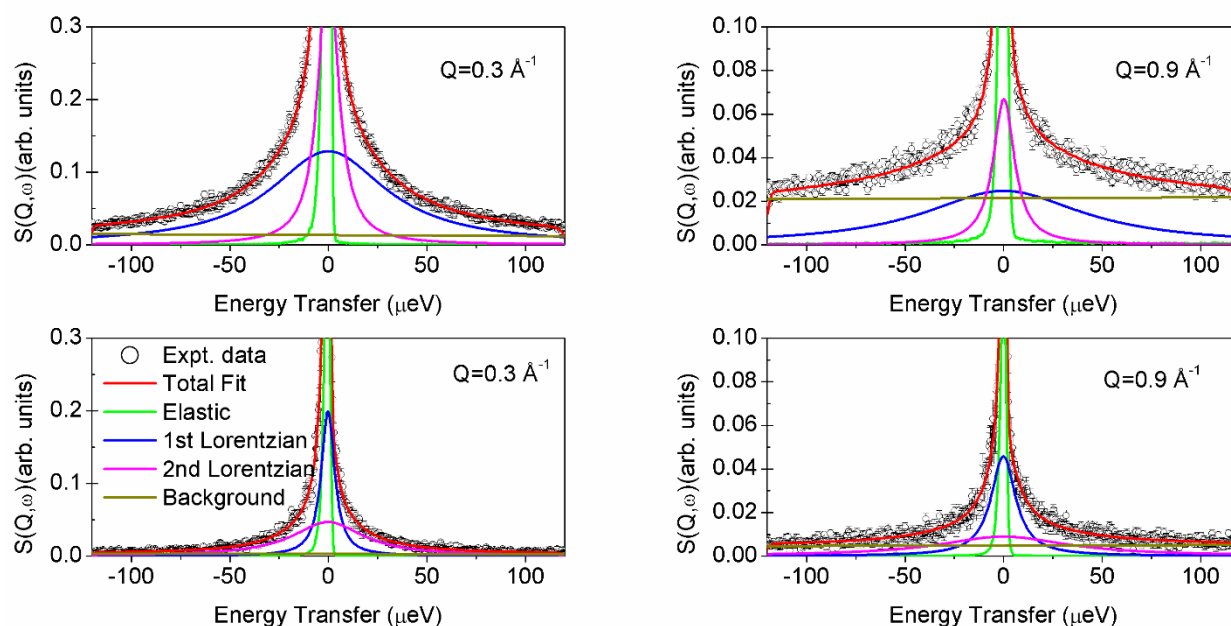 0.3
0.2
0.1
0.0
S(Q,ω)(arb. units)
Q=0.3 Å⁻¹
-100 -50 0 50 100
Energy Transfer (μeV)
0.10
0.08
0.06
0.04
0.02
0.00
S(Q,ω)(arb. units)
Q=0.9 Å⁻¹
-100 -50 0 50 100
Energy Transfer (μeV)
0.3
0.2
0.1
0.0
S(Q,ω)(arb. units)
Expt. data
Total Fit
Elastic
1st Lorentzian
2nd Lorentzian
Background
Q=0.3 Å⁻¹
-100 -50 0 50 100
Energy Transfer (μeV)
0.10
0.08
0.06
0.04
0.02
0.00
S(Q,ω)(arb. units)
Q=0.9 Å⁻¹
-100 -50 0 50 100
Energy Transfer (μeV)